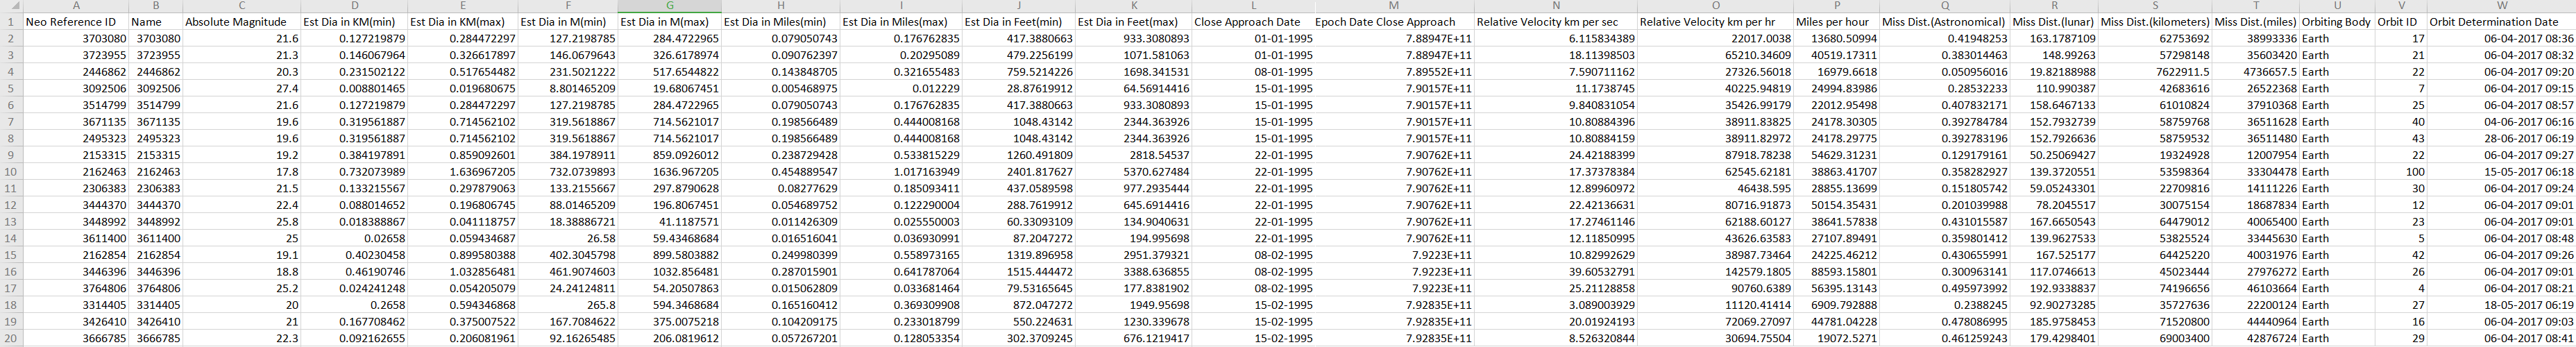 A B C D E F G H I J K L M N O P Q R S T U V W
1 Neo Reference ID Name Absolute Magnitude Est Dia in KM(min) Est Dia in KM(max) Est Dia in M(min) Est Dia in M(max) Est Dia in Miles(min) Est Dia in Miles(max) Est Dia in Feet(min) Est Dia in Feet(max) Close Approach Date Epoch Date Close Approach Relative Velocity km per sec Relative Velocity km per hr Miles per hour Miss Dist.(Astronomical) Miss Dist.(lunar) Miss Dist.(kilometers) Miss Dist.(miles) Orbiting Body Orbit ID Orbit Determination Date
2 3703080 3703080 21.6 0.127219879 0.284472297 127.2198785 284.4722965 0.079050743 0.176762835 417.3880663 933.3080893 01-01-1995 7.88947E+11 6.115834389 22017.0038 13680.50994 0.41948253 163.1787109 62753692 38993336 Earth 17 06-04-2017 08:36
3 3723955 3723955 21.3 0.146067964 0.326617897 146.0679643 326.6178974 0.090762397 0.20295089 479.2256199 1071.581063 01-01-1995 7.88947E+11 18.11398503 65210.34609 40519.17311 0.383014463 148.99263 57298148 35603420 Earth 21 06-04-2017 08:32
4 2446862 2446862 20.3 0.231502122 0.517654482 231.5021222 517.6544822 0.143848705 0.321655483 759.5214226 1698.341531 08-01-1995 7.89552E+11 7.590711162 27326.56018 16979.6618 0.050956016 19.82188988 7622911.5 4736657.5 Earth 22 06-04-2017 09:20
5 3092506 3092506 27.4 0.008801465 0.019680675 8.801465209 19.68067451 0.005468975 0.012229 28.87619912 64.56914416 15-01-1995 7.90157E+11 11.1738745 40225.94819 24994.83986 0.28532233 110.990387 42683616 26522368 Earth 7 06-04-2017 09:15
6 3514799 3514799 21.6 0.127219879 0.284472297 127.2198785 284.4722965 0.079050743 0.176762835 417.3880663 933.3080893 15-01-1995 7.90157E+11 9.840831054 35426.99179 22012.95498 0.407832171 158.6467133 61010824 37910368 Earth 25 06-04-2017 08:57
7 3671135 3671135 19.6 0.319561887 0.714562102 319.5618867 714.5621017 0.198566489 0.444008168 1048.43142 2344.363926 15-01-1995 7.90157E+11 10.80884396 38911.83825 24178.30305 0.392784784 152.7932739 58759768 36511628 Earth 40 04-06-2017 06:16
8 2495323 2495323 19.6 0.319561887 0.714562102 319.5618867 714.5621017 0.198566489 0.444008168 1048.43142 2344.363926 15-01-1995 7.90157E+11 10.80884159 38911.82972 24178.29775 0.392783196 152.7926636 58759532 36511480 Earth 43 28-06-2017 06:19
9 2153315 2153315 19.2 0.384197891 0.859092601 384.1978911 859.0926012 0.238729428 0.533815229 1260.491809 2818.54537 22-01-1995 7.90762E+11 24.42188399 87918.78238 54629.31231 0.129179161 50.25069427 19324928 12007954 Earth 22 06-04-2017 09:27
10 2162463 2162463 17.8 0.732073989 1.636967205 732.0739893 1636.967205 0.454889547 1.017163949 2401.817627 5370.627484 22-01-1995 7.90762E+11 17.37378384 62545.62181 38863.41707 0.358282927 139.3720551 53598364 33304478 Earth 100 15-05-2017 06:18
11 2306383 2306383 21.5 0.133215567 0.297879063 133.2155667 297.8790628 0.08277629 0.185093411 437.0589598 977.2935444 22-01-1995 7.90762E+11 12.89960972 46438.595 28855.13699 0.151805742 59.05243301 22709816 14111226 Earth 30 06-04-2017 09:24
12 3444370 3444370 22.4 0.088014652 0.196806745 88.01465209 196.8067451 0.054689752 0.122290004 288.7619912 645.6914416 22-01-1995 7.90762E+11 22.42136631 80716.91873 50154.35431 0.201039988 78.2045517 30075154 18687834 Earth 12 06-04-2017 09:01
13 3448992 3448992 25.8 0.018388867 0.041118757 18.38886721 41.1187571 0.011426309 0.025550003 60.33093109 134.9040631 22-01-1995 7.90762E+11 17.27461146 62188.60127 38641.57838 0.431015587 167.6650543 64479012 40065400 Earth 23 06-04-2017 09:01
14 3611400 3611400 25 0.02658 0.059434687 26.58 59.43468684 0.016516041 0.036930991 87.2047272 194.995698 22-01-1995 7.90762E+11 12.11850995 43626.63583 27107.89491 0.359801412 139.9627533 53825524 33445630 Earth 5 06-04-2017 08:48
15 2162854 2162854 19.1 0.40230458 0.899580388 402.3045798 899.5803882 0.249980399 0.558973165 1319.896958 2951.379321 08-02-1995 7.9223E+11 10.82992629 38987.73464 24225.46212 0.430655991 167.525177 64425220 40031976 Earth 42 06-04-2017 09:26
16 3446396 3446396 18.8 0.46190746 1.032856481 461.9074603 1032.856481 0.287015901 0.641787064 1515.444472 3388.636855 08-02-1995 7.9223E+11 39.60532791 142579.1805 88593.15801 0.300963141 117.0746613 45023444 27976272 Earth 26 06-04-2017 09:01
17 3764806 3764806 25.2 0.024241248 0.054205079 24.24124811 54.20507863 0.015062809 0.033681464 79.53165645 177.8381902 08-02-1995 7.9223E+11 25.21128858 90760.6389 56395.13143 0.495973992 192.9338837 74196656 46103664 Earth 4 06-04-2017 08:21
18 3314405 3314405 20 0.2658 0.594346868 265.8 594.3468684 0.165160412 0.369309908 872.047272 1949.95698 15-02-1995 7.92835E+11 3.089003929 11120.41414 6909.792888 0.2388245 92.90273285 35727636 22200124 Earth 27 18-05-2017 06:19
19 3426410 3426410 21 0.167708462 0.375007522 167.7084622 375.0075218 0.104209175 0.233018799 550.224631 1230.339678 15-02-1995 7.92835E+11 20.01924193 72069.27097 44781.04228 0.478086995 185.9758453 71520800 44440964 Earth 16 06-04-2017 09:03
20 3666785 3666785 22.3 0.092162655 0.206081961 92.16265485 206.0819612 0.057267201 0.128053354 302.3709245 676.1219417 15-02-1995 7.92835E+11 8.526320844 30694.75504 19072.5271 0.461259243 179.4298401 69003400 42876724 Earth 29 06-04-2017 08:41